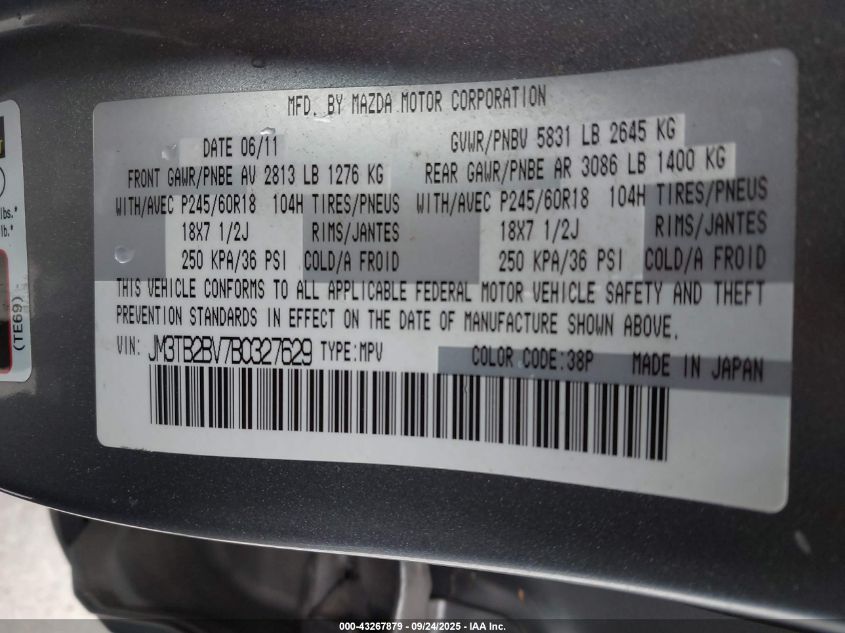 MFD. BY MAZDA MOTOR CORPORATION
DATE 06/11 GVWR/PNBV 5831 LB 2645 KG
FRONT GAWR/PNBE AV 2813 LB 1276 KG REAR GAWR/PNBE AR 3086 LB 1400 KG
WITH/AVEC P245/60R18 104H TIRES/PNEUS WITH/AVEC P245/60R18 104H TIRES/PNEUS
18X7 1/2J RIMS/JANTES 18X7 1/2J RIMS/JANTES
250 KPA/36 PSI COLD/A FROID 250 KPA/36 PSI COLD/A FROID
THIS VEHICLE CONFORMS TO ALL APPLICABLE FEDERAL MOTOR VEHICLE SAFETY AND THEFT
PREVENTION STANDARDS IN EFFECT ON THE DATE OF MANUFACTURE SHOWN ABOVE.
VIN: JM3TB2BV7B0327629 TYPE:MPV COLOR CODE:38P MADE IN JAPAN
lbs.*
lb.*
(TE69)
000-43267879 - 09/24/2025 - IAA Inc.